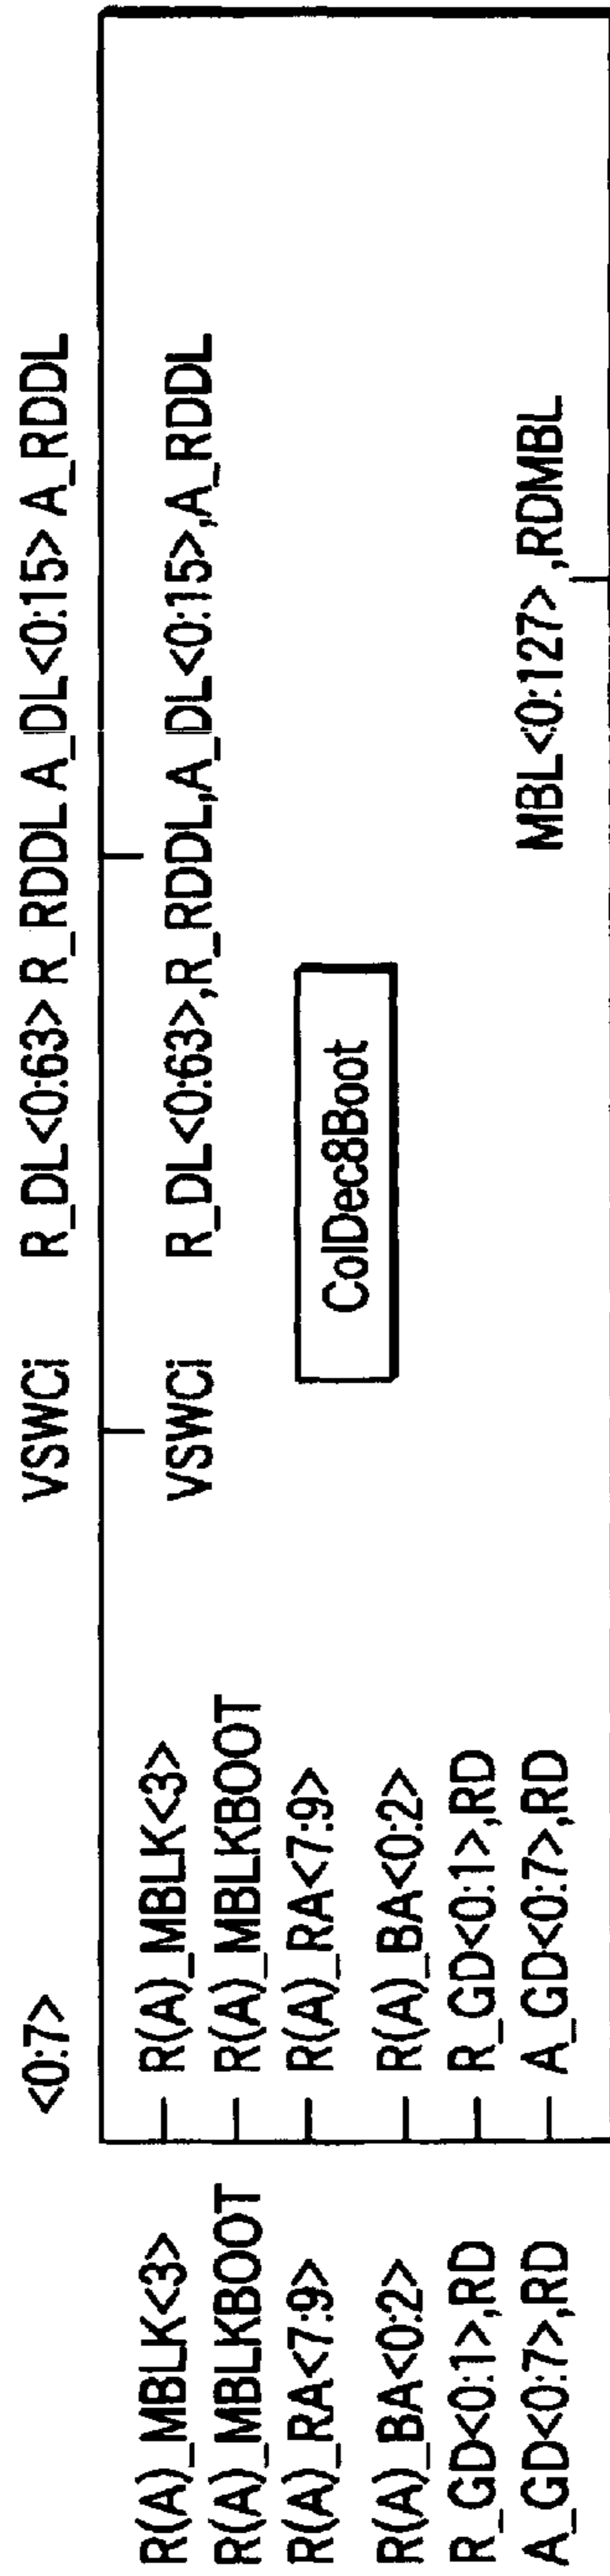 <0:7>
VSWCi
R_DL<0:63> R_RDDL A_DL<0:15> A_RDDL
R(A)_MBLK<3>
R(A)_MBLK<3>
VSWCi
R_DL<0:63>,R_RDDL,A_DL<0:15>,A_RDDL
R(A)_MBLKBOOT
R(A)_MBLKBOOT
R(A)_RA<7:9>
R(A)_RA<7:9>
ColDec8Boot
R(A)_BA<0:2>
R(A)_BA<0:2>
R_GD<0:1>,RD
R_GD<0:1>,RD
A_GD<0:7>,RD
A_GD<0:7>,RD
MBL<0:127> ,RDMBL